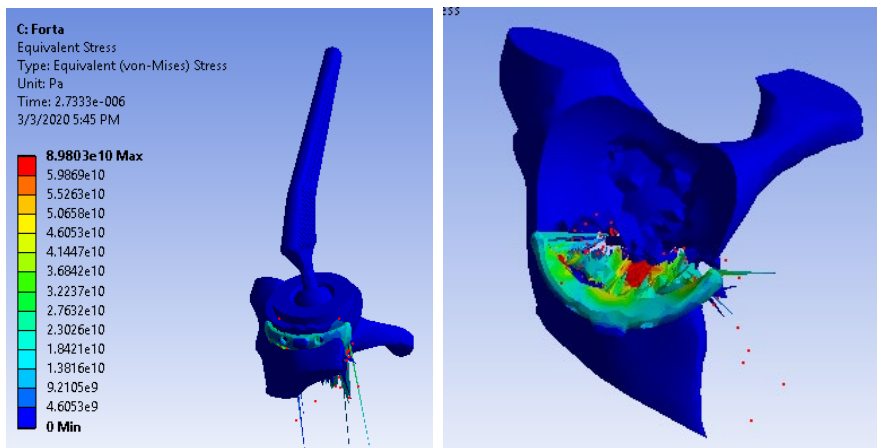 C: Forta
Equivalent Stress
Type: Equivalent (von-Mises) Stress
Unit: Pa
Time: 2.7333e-006
3/3/2020 5:45 PM
8.9803e10 Max
5.9869e10
5.5263e10
5.0658e10
4.6053e10
4.1447e10
3.6842e10
3.2237e10
2.7632e10
2.3026e10
1.8421e10
1.3816e10
9.2105e9
4.6053e9
0 Min
ess